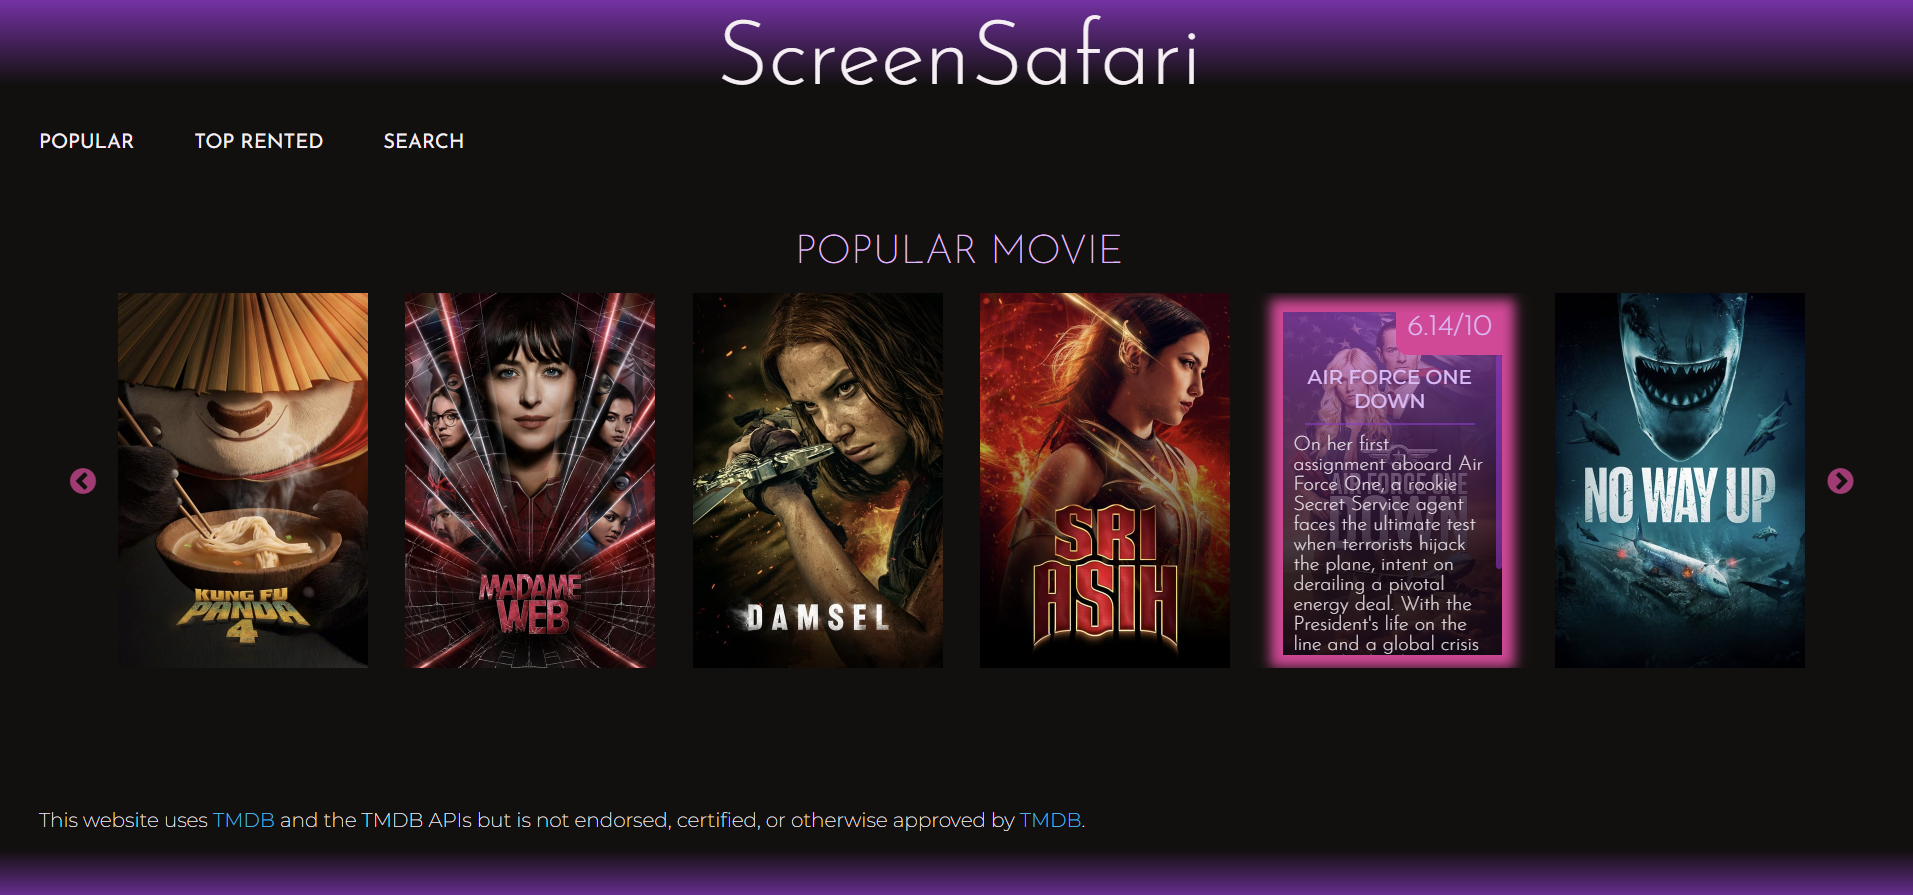 ScreenSafari
POPULAR
TOP RENTED
SEARCH
POPULAR MOVIE
KUNG FU
PANDA
4
MADAME
WEB
DAMSEL
SRI
ASIH
6.14/10
AIR FORCE ONE
DOWN
On her first
assignment aboard Air
Force One, a rookie
Secret Service agent
faces the ultimate test
when terrorists hijack
the plane, intent on
derailing a pivotal
energy deal. With the
President's life on the
line and a global crisis
AIR FORCE ONE
DOWN
NO WAY UP
This website uses TMDB and the TMDB APIs but is not endorsed, certified, or otherwise approved by TMDB.